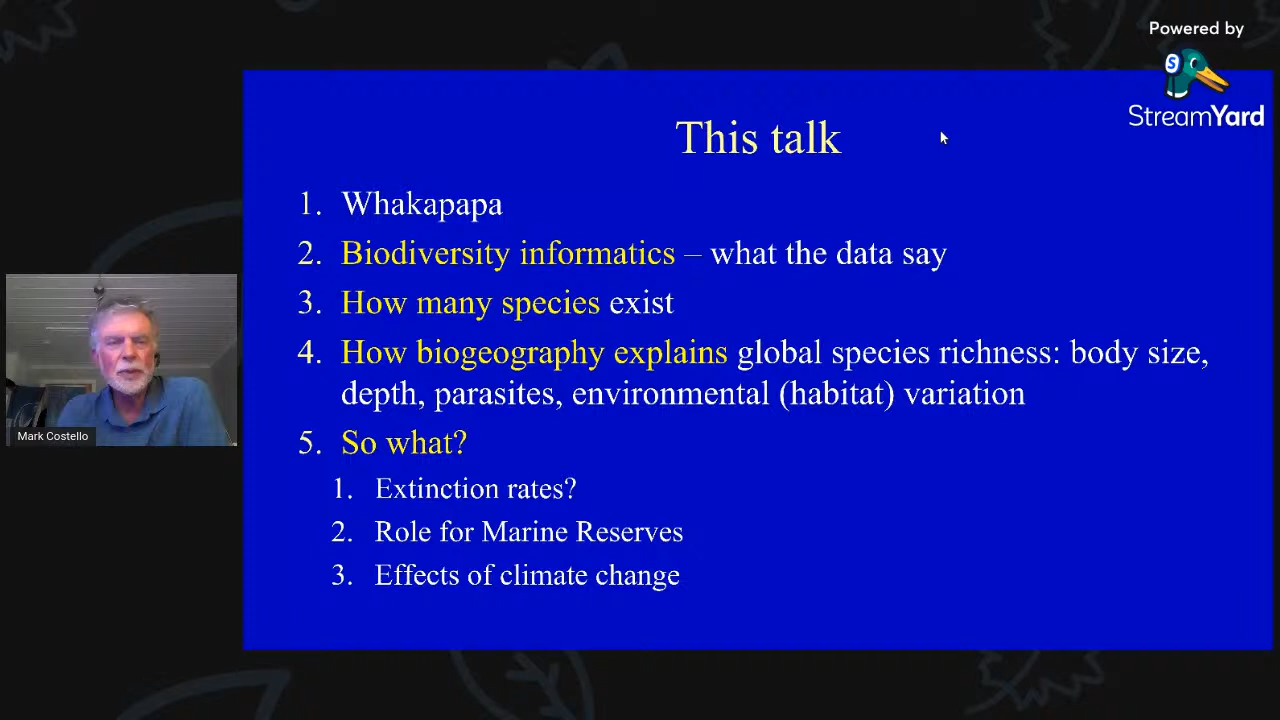 Powered by
StreamYard
This talk
1. Whakapapa
2. Biodiversity informatics – what the data say
3. How many species exist
4. How biogeography explains global species richness: body size,
depth, parasites, environmental (habitat) variation
5. So what?
1. Extinction rates?
2. Role for Marine Reserves
3. Effects of climate change
Mark Costello